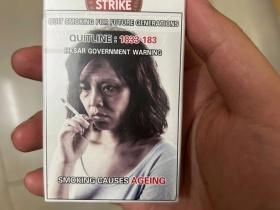 STRIKE
QUIT SMOKING FOR FUTURE GENERATIONS
QUITLINE : 1833 183
HKSAR GOVERNMENT WARNING
SMOKING CAUSES AGEING